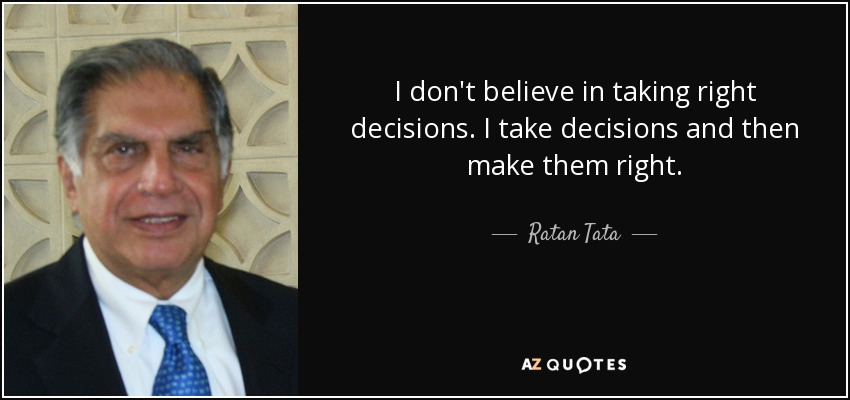 I don't believe in taking right
decisions. I take decisions and then
make them right.
Ratan Tata
AZ QUOTES